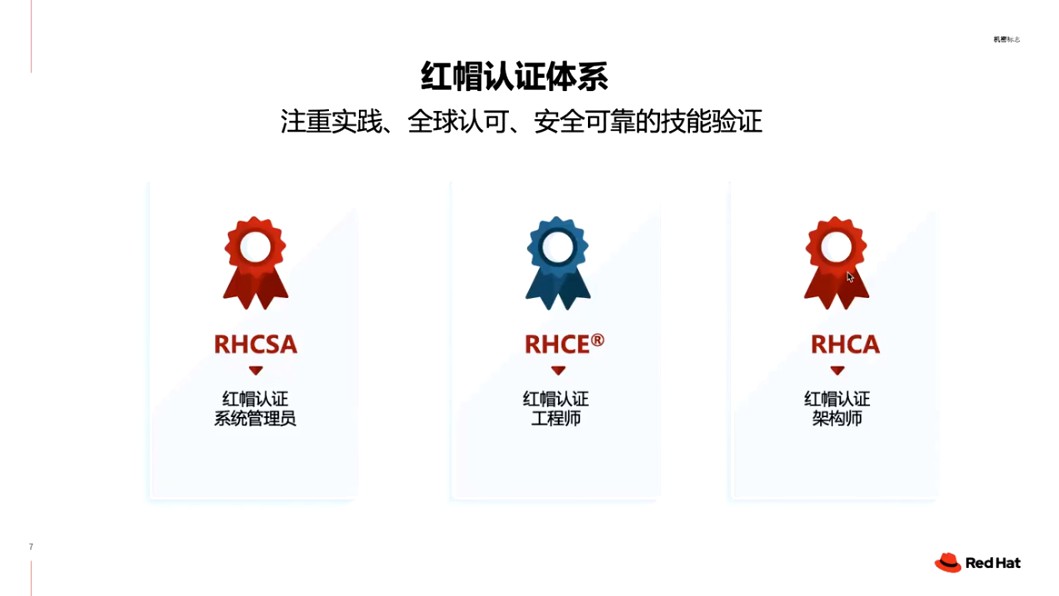 机密标志
红帽认证体系
注重实践、全球认可、安全可靠的技能验证
RHCSA
红帽认证
系统管理员
RHCE®
红帽认证
工程师
RHCA
红帽认证
架构师
7
Red Hat